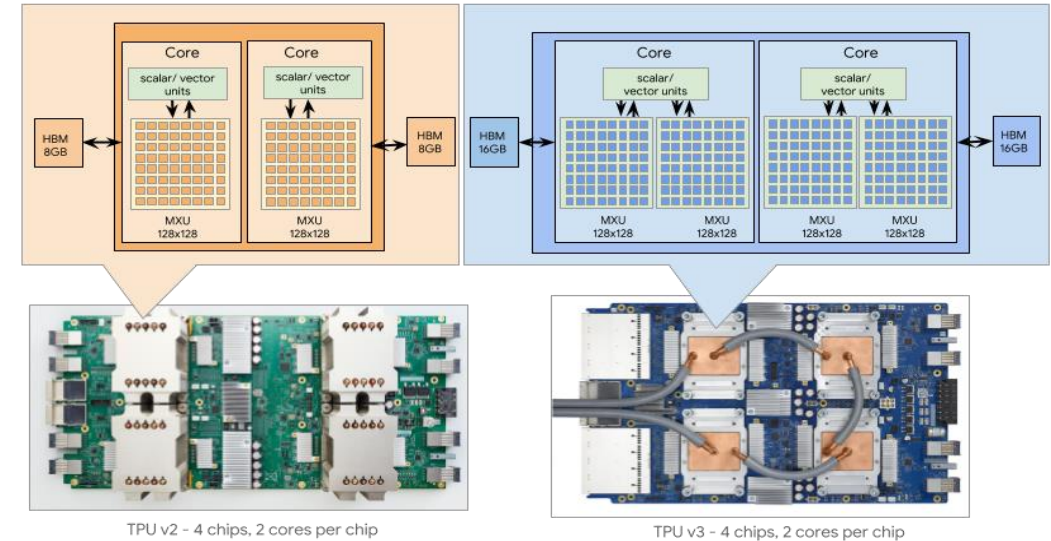 Core
Core
scalar/ vector
units
scalar/ vector
units
HBM
8GB
HBM
8GB
MXU
128x128
MXU
128x128
Core
Core
scalar/
vector units
scalar/
vector units
HBM
16GB
HBM
16GB
MXU
128x128
MXU
128x128
MXU
128x128
MXU
128x128
TPU v2 - 4 chips, 2 cores per chip
TPU v3 - 4 chips, 2 cores per chip